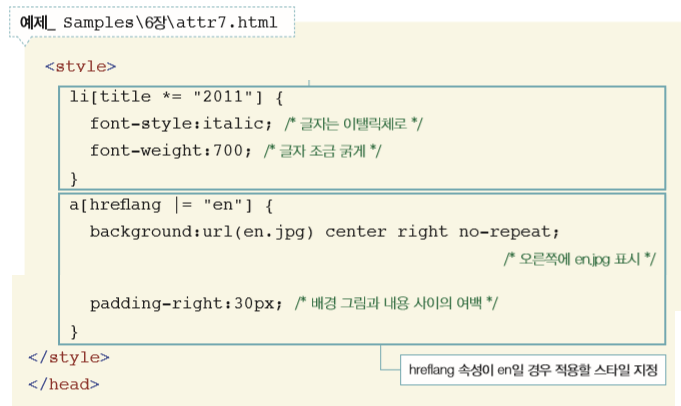 예제_ Samples\6장\attr7.html
<style>
li[title *= "2011"] {
font-style:italic; /* 글자는 이탤릭체로 */
font-weight:700; /* 글자 조금 굵게 */
}
a[hreflang |= "en"] {
background:url(en.jpg) center right no-repeat;
/* 오른쪽에 en.jpg 표시 */
padding-right:30px; /* 배경 그림과 내용 사이의 여백 */
}
</style>
</head>
hreflang 속성이 en일 경우 적용할 스타일 지정